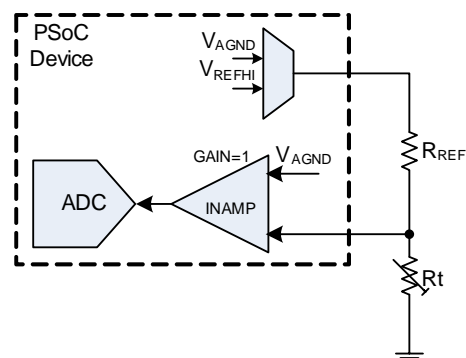 PSoC
Device
VAGND
VREFHI
GAIN=1
VAGND
RREF
ADC
INAMP
Rt